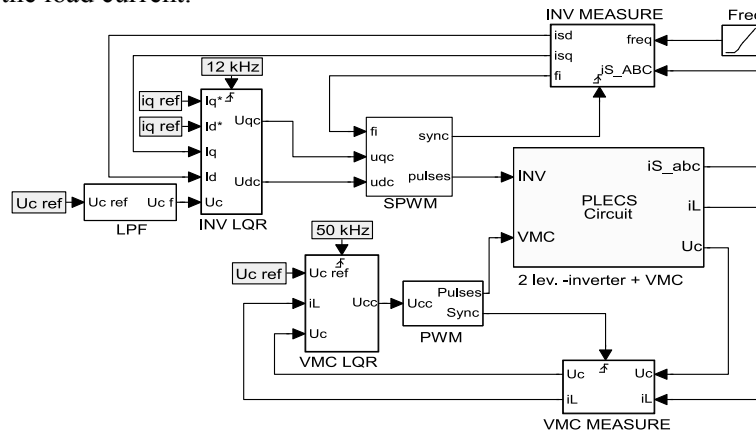 the load current.
INV MEASURE
isd
isq
fi
freq
iS_ABC
Freq
12 kHz
iq ref
iq ref
Iq*
Id*
Iq
Id
Uc
Uqc
Udc
INV LQR
Uc ref
Uc ref
Uc f
LPF
fi
uqc
udc
sync
pulses
SPWM
INV
VMC
PLECS
Circuit
iS_abc
iL
Uc
2 lev. -inverter + VMC
50 kHz
Uc ref
Uc ref
iL
Uc
Ucc
VMC LQR
Ucc
Pulses
Sync
PWM
Uc
iL
Uc
iL
VMC MEASURE